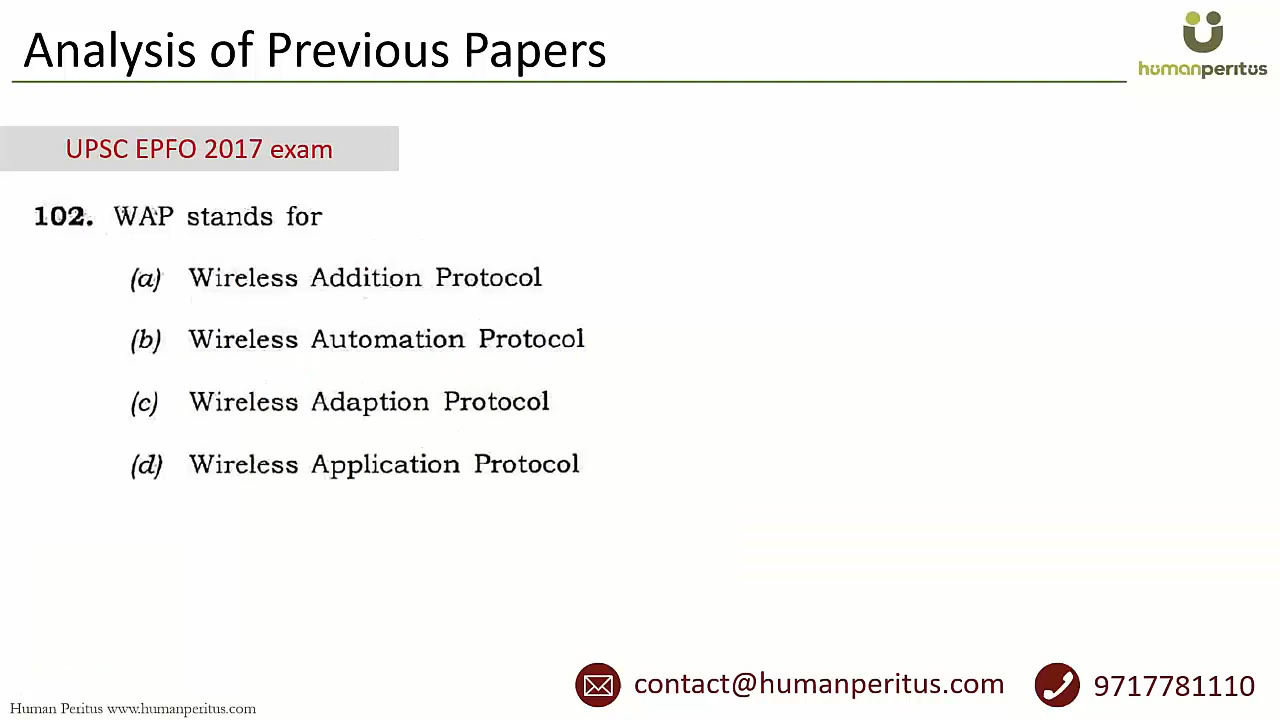 Analysis of Previous Papers
humanperitus
UPSC EPFO 2017 exam
102. WAP stands for
(a) Wireless Addition Protocol
(b) Wireless Automation Protocol
(c) Wireless Adaption Protocol
(d) Wireless Application Protocol
contact@humanperitus.com 9717781110
Human Peritus www.humanperitus.com